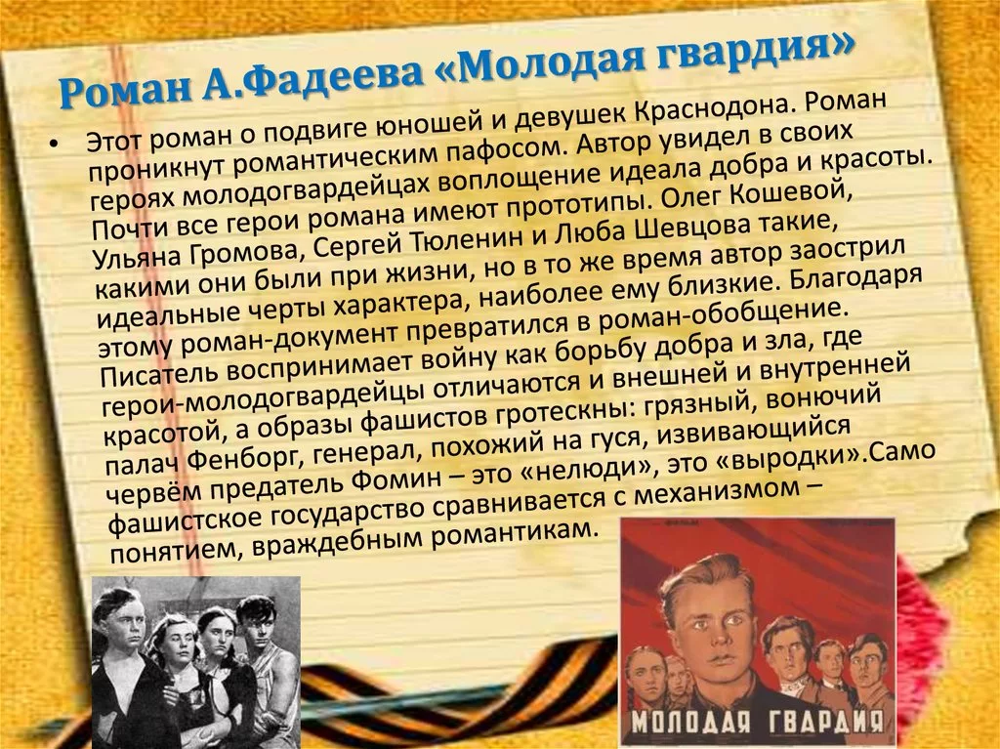 Роман А.Фадеева «Молодая гвардия»
• Этот роман о подвиге юношей и девушек Краснодона. Роман
проникнут романтическим пафосом. Автор увидел в своих
героях молодогвардейцах воплощение идеала добра и красоты.
Почти все герои романа имеют прототипы. Олег Кошевой,
Ульяна Громова, Сергей Тюленин и Люба Шевцова такие,
какими они были при жизни, но в то же время автор заострил
идеальные черты характера, наиболее ему близкие. Благодаря
этому роман-документ превратился в роман-обобщение.
Писатель воспринимает войну как борьбу добра и зла, где
герои-молодогвардейцы отличаются и внешней и внутренней
красотой, а образы фашистов гротескны: грязный, вонючий
палач Фенборг, генерал, похожий на гуся, извивающийся
червём предатель Фомин – это «нелюди», это «выродки».Само
фашистское государство сравнивается с механизмом –
понятием, враждебным романтикам.
МОЛОДАЯ ГВАРДИЯ